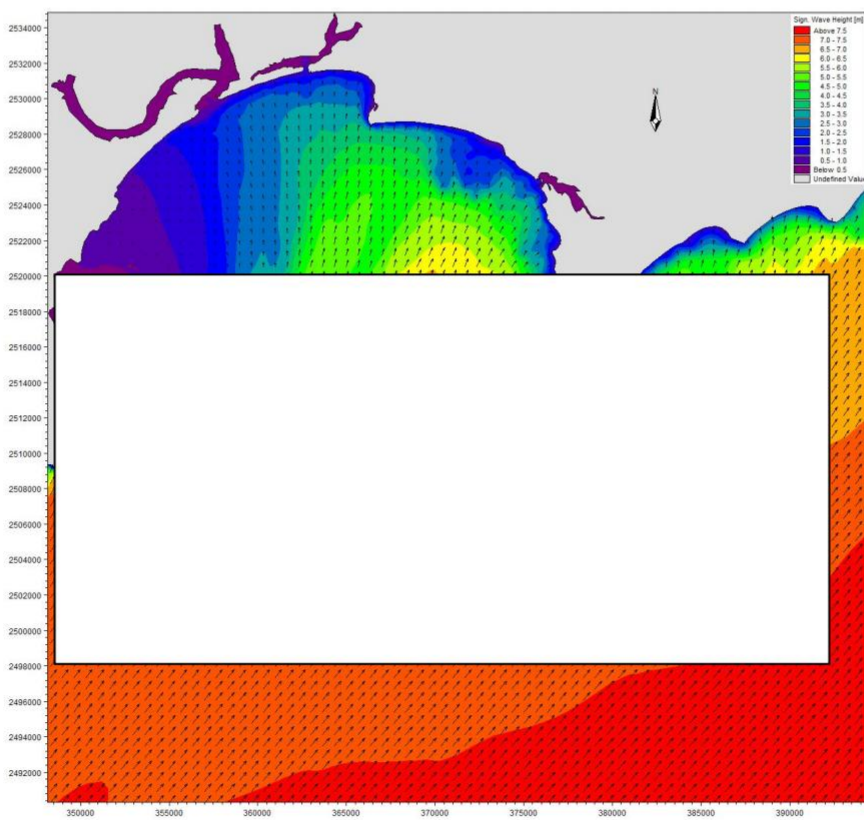 Sign. Wave Height [m]
Above 7.5
7.0 - 7.5
6.5 - 7.0
6.0 - 6.5
5.5 - 6.0
5.0 - 5.5
4.5 - 5.0
4.0 - 4.5
3.5 - 4.0
3.0 - 3.5
2.5 - 3.0
2.0 - 2.5
1.5 - 2.0
1.0 - 1.5
0.5 - 1.0
Below 0.5
Undefined Value
N
2534000
2532000
2530000
2528000
2526000
2524000
2522000
2520000
2518000
2516000
2514000
2512000
2510000
2508000
2506000
2504000
2502000
2500000
2498000
2496000
2494000
2492000
350000 355000 360000 365000 370000 375000 380000 385000 390000